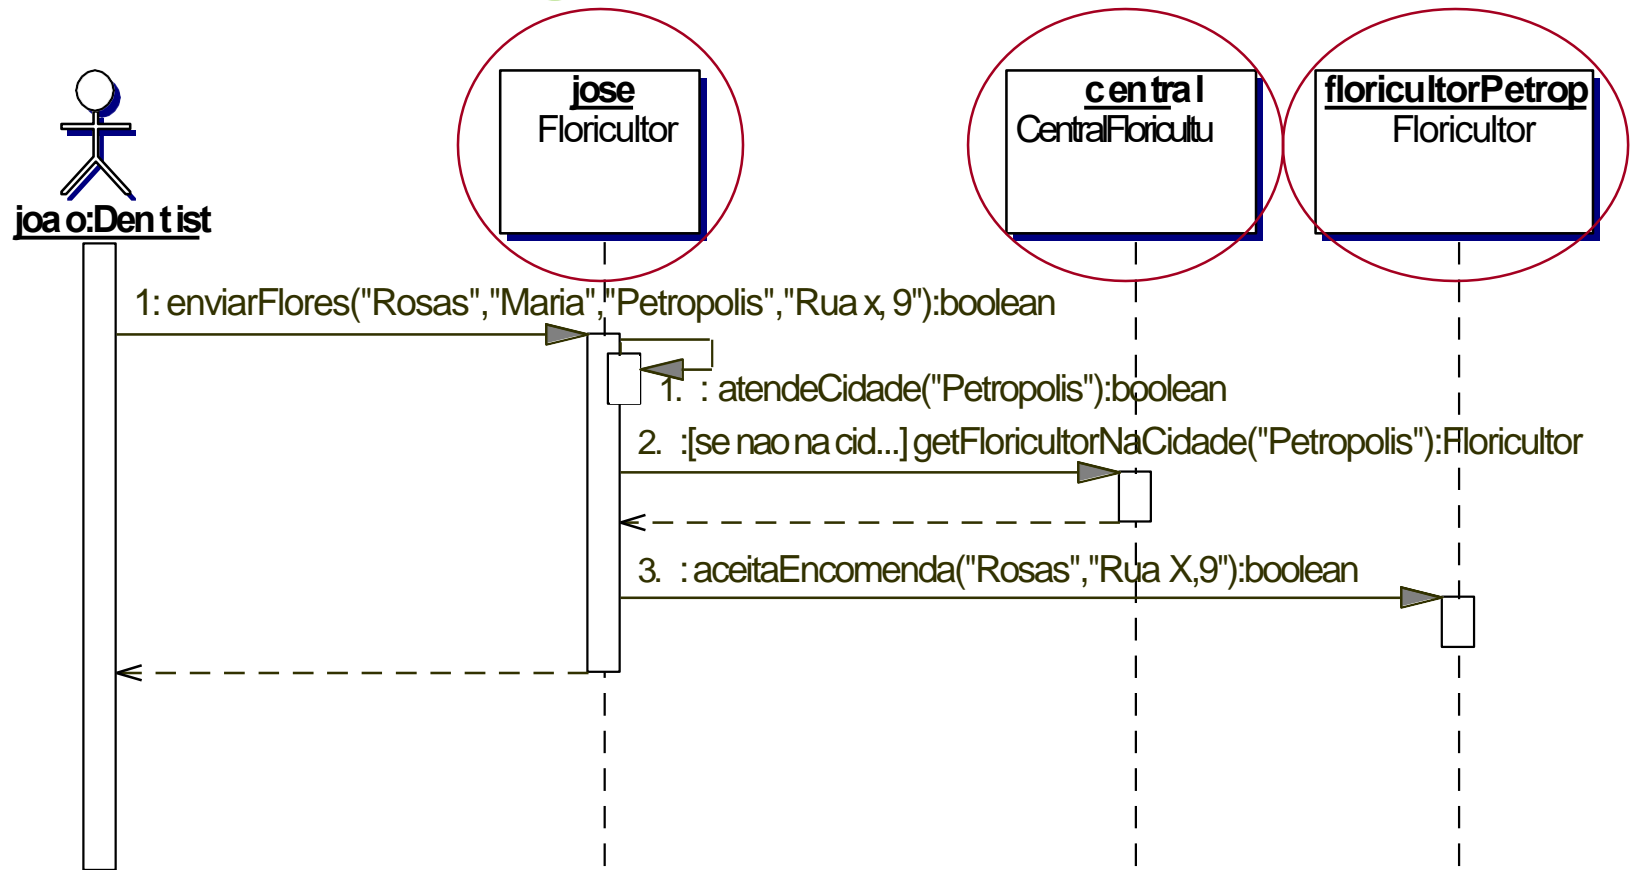 jose
Floricultor
central
CentralFloricultu
floricultorPetrop
Floricultor
joao:Dentist
1: enviarFlores("Rosas","Maria","Petropolis","Rua x, 9"):boolean
1. : atendeCidade("Petropolis"):boolean
2. :[se nao na cid...] getFloricultorNaCidade("Petropolis"):Floricultor
3. : aceitaEncomenda("Rosas","Rua X,9"):boolean